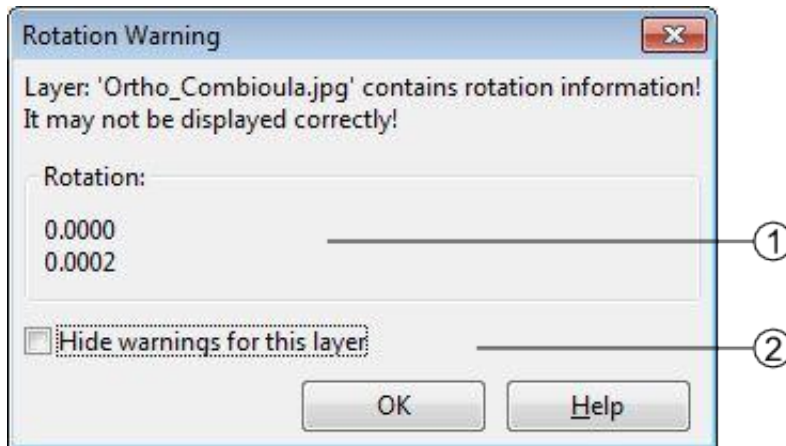 Rotation Warning
Layer: 'Ortho_Combioula.jpg' contains rotation information!
It may not be displayed correctly!
Rotation:
0.0000
0.0002
1
Hide warnings for this layer
2
OK
Help